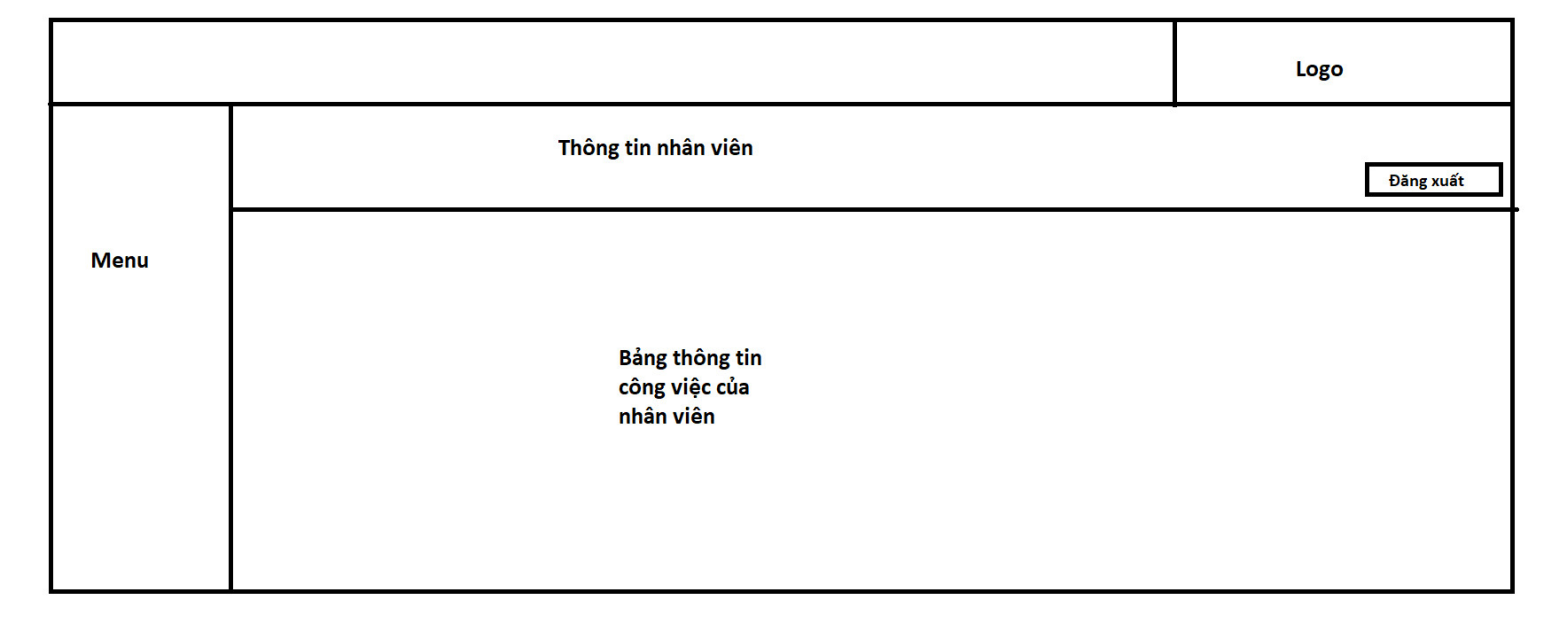 Logo
Thông tin nhân viên
Đăng xuất
Menu
Bảng thông tin
công việc của
nhân viên